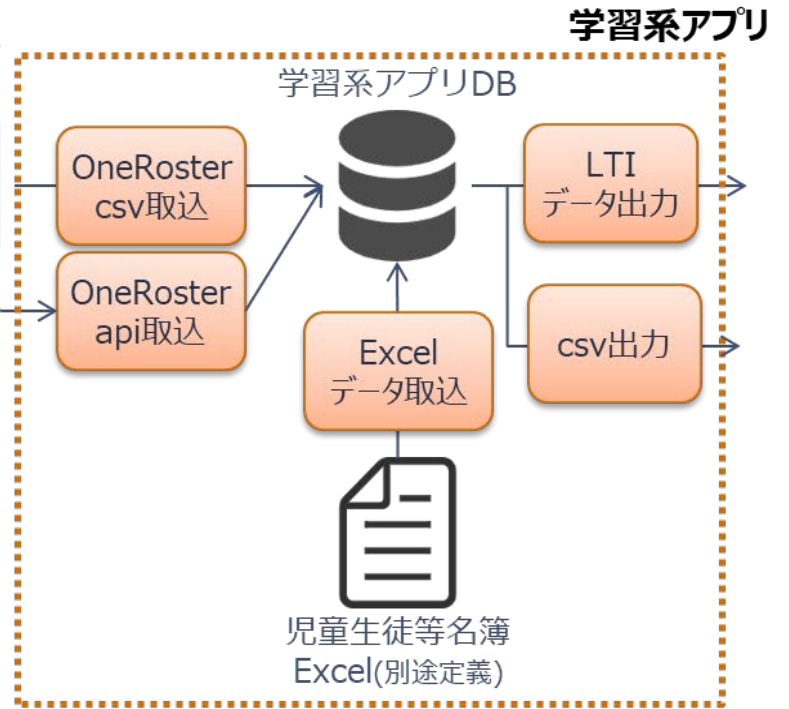 学習系アプリ
学習系アプリDB
OneRoster
csv取込
LTI
データ出力
OneRoster
api取込
Excel
データ取込
csv出力
児童生徒等名簿
Excel(別途定義)